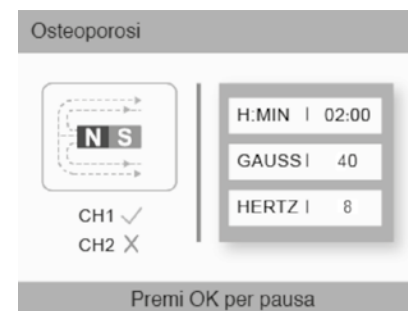 Osteoporosi
N S
CH1 ✓
CH2 X
H:MIN | 02:00
GAUSS | 40
HERTZ | 8
Premi OK per pausa